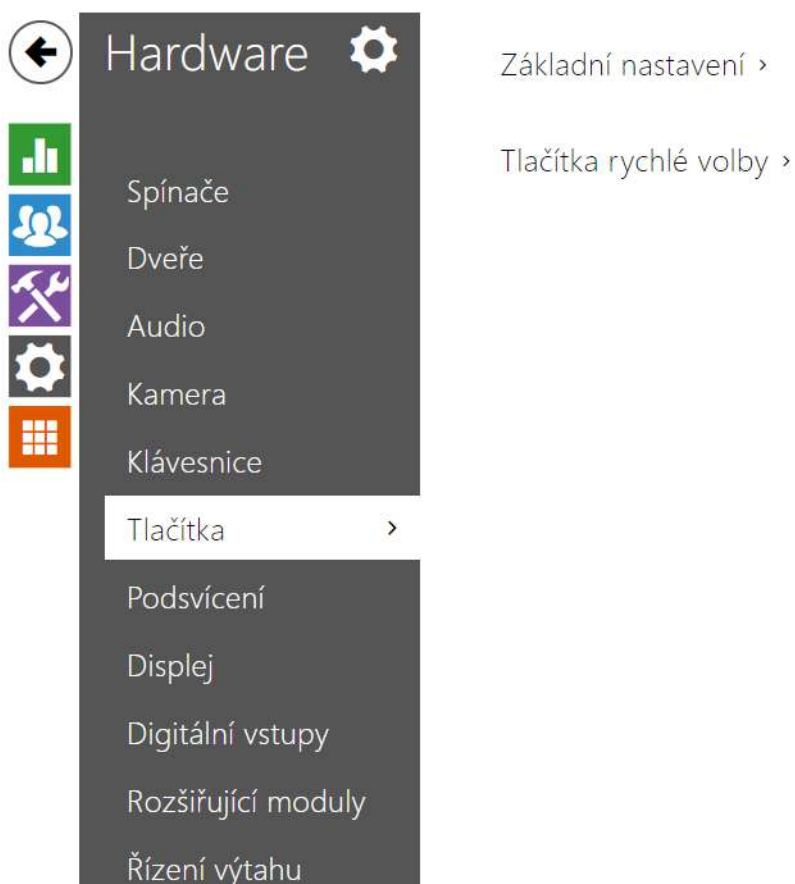 Hardware
Spínače
Dveře
Audio
Kamera
Klávesnice
Tlačítka
Podsvícení
Displej
Digitální vstupy
Rozšiřující moduly
Řízení výtahu
Základní nastavení
Tlačítka rychlé volby